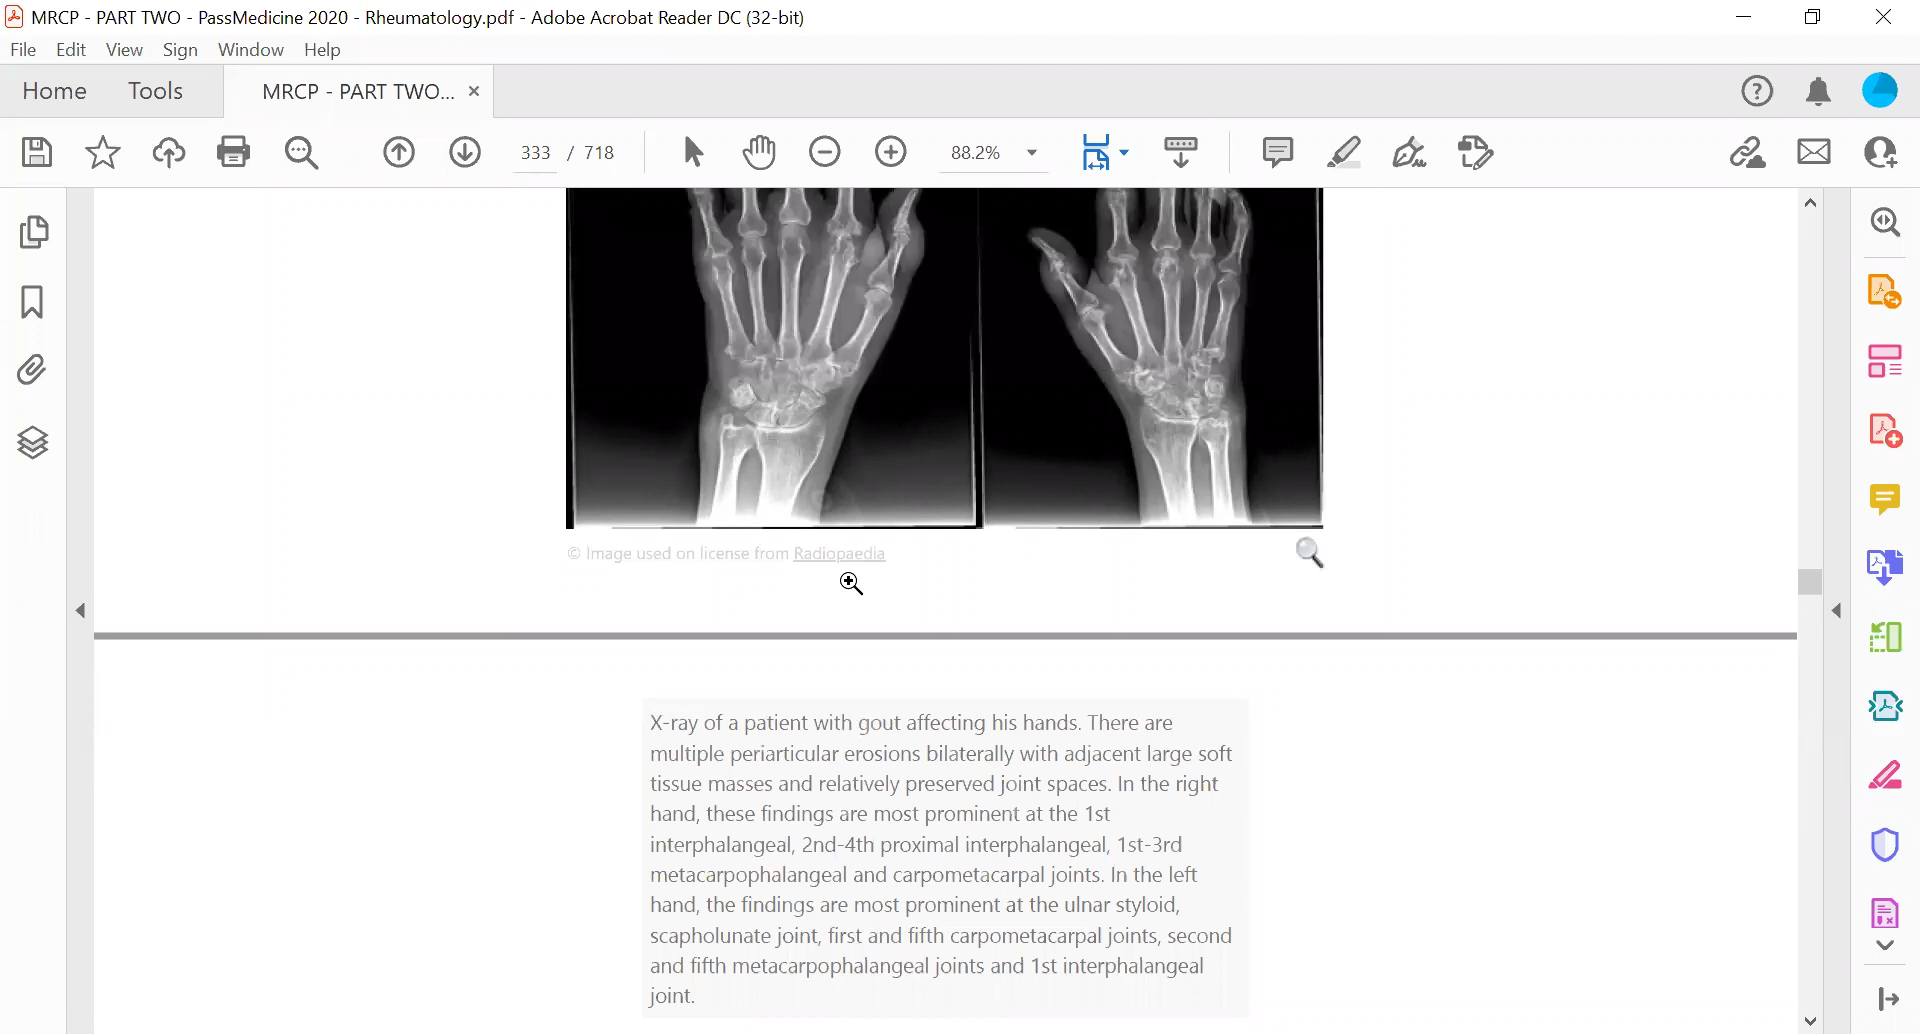 MRCP - PART TWO - PassMedicine 2020 - Rheumatology.pdf - Adobe Acrobat Reader DC (32-bit)
File Edit View Sign Window Help
Home Tools MRCP - PART TWO... ×
333 / 718 88.2%
© Image used on license from Radiopaedia
X-ray of a patient with gout affecting his hands. There are
multiple periarticular erosions bilaterally with adjacent large soft
tissue masses and relatively preserved joint spaces. In the right
hand, these findings are most prominent at the 1st
interphalangeal, 2nd-4th proximal interphalangeal, 1st-3rd
metacarpophalangeal and carpometacarpal joints. In the left
hand, the findings are most prominent at the ulnar styloid,
scapholunate joint, first and fifth carpometacarpal joints, second
and fifth metacarpophalangeal joints and 1st interphalangeal
joint.